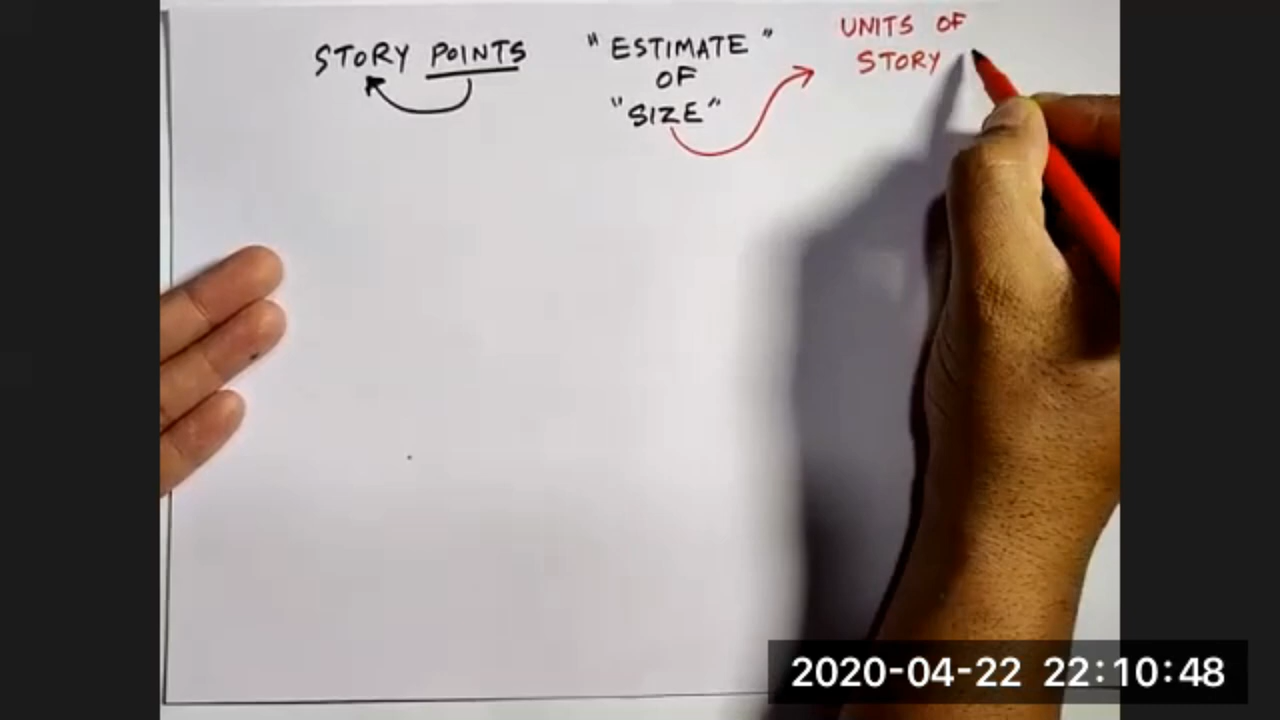 STORY POINTS
"ESTIMATE"
OF
"SIZE"
UNITS OF
STORY
2020-04-22 22:10:48